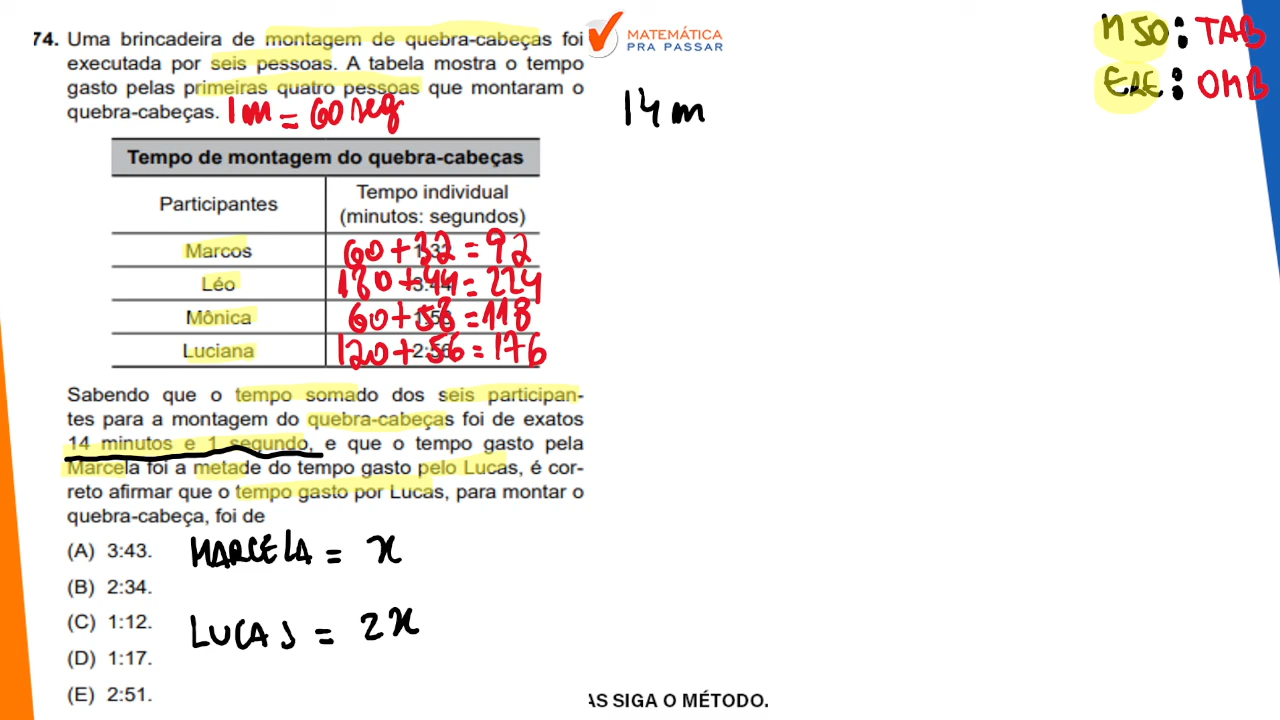 74. Uma brincadeira de montagem de quebra-cabeças foi
executada por seis pessoas. A tabela mostra o tempo
gasto pelas primeiras quatro pessoas que montaram o
quebra-cabeças. 1m = 60 seg
Tempo de montagem do quebra-cabeças
Participantes
Tempo individual
(minutos: segundos)
Marcos 60+32=92
Léo 180+44=224
Mônica 60+58=118
Luciana 120+56=176
Sabendo que o tempo somado dos seis participan-
tes para a montagem do quebra-cabeças foi de exatos
14 minutos e 1 segundo, e que o tempo gasto pela
Marcela foi a metade do tempo gasto pelo Lucas, é cor-
reto afirmar que o tempo gasto por Lucas, para montar o
quebra-cabeça, foi de
(A) 3:43.
(B) 2:34.
(C) 1:12.
(D) 1:17.
(E) 2:51.
MARCELA = x
LUCAS = 2x
MATEMÁTICA
PRA PASSAR
14 m
MSO: TAB
EAE: OMB
AS SIGA O MÉTODO.